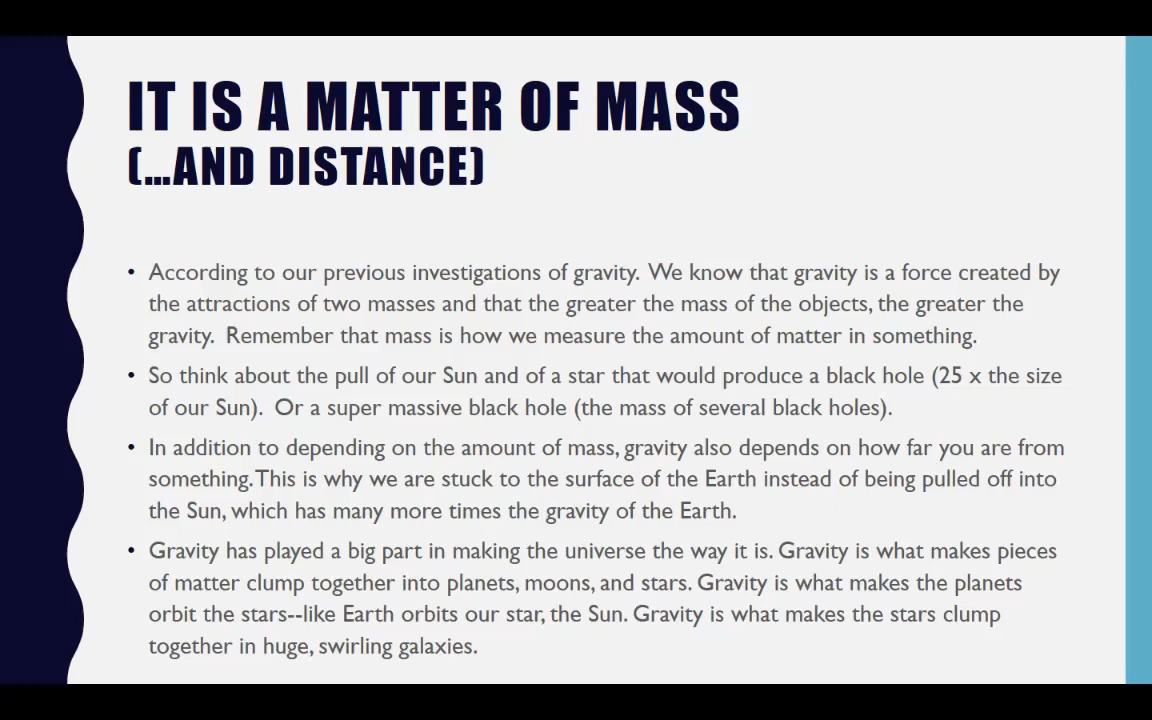 IT IS A MATTER OF MASS
(...AND DISTANCE)
• According to our previous investigations of gravity.  We know that gravity is a force created by
the attractions of two masses and that the greater the mass of the objects, the greater the
gravity.  Remember that mass is how we measure the amount of matter in something.
• So think about the pull of our Sun and of a star that would produce a black hole (25 x the size
of our Sun).  Or a super massive black hole (the mass of several black holes).
• In addition to depending on the amount of mass, gravity also depends on how far you are from
something. This is why we are stuck to the surface of the Earth instead of being pulled off into
the Sun, which has many more times the gravity of the Earth.
• Gravity has played a big part in making the universe the way it is. Gravity is what makes pieces
of matter clump together into planets, moons, and stars. Gravity is what makes the planets
orbit the stars--like Earth orbits our star, the Sun. Gravity is what makes the stars clump
together in huge, swirling galaxies.